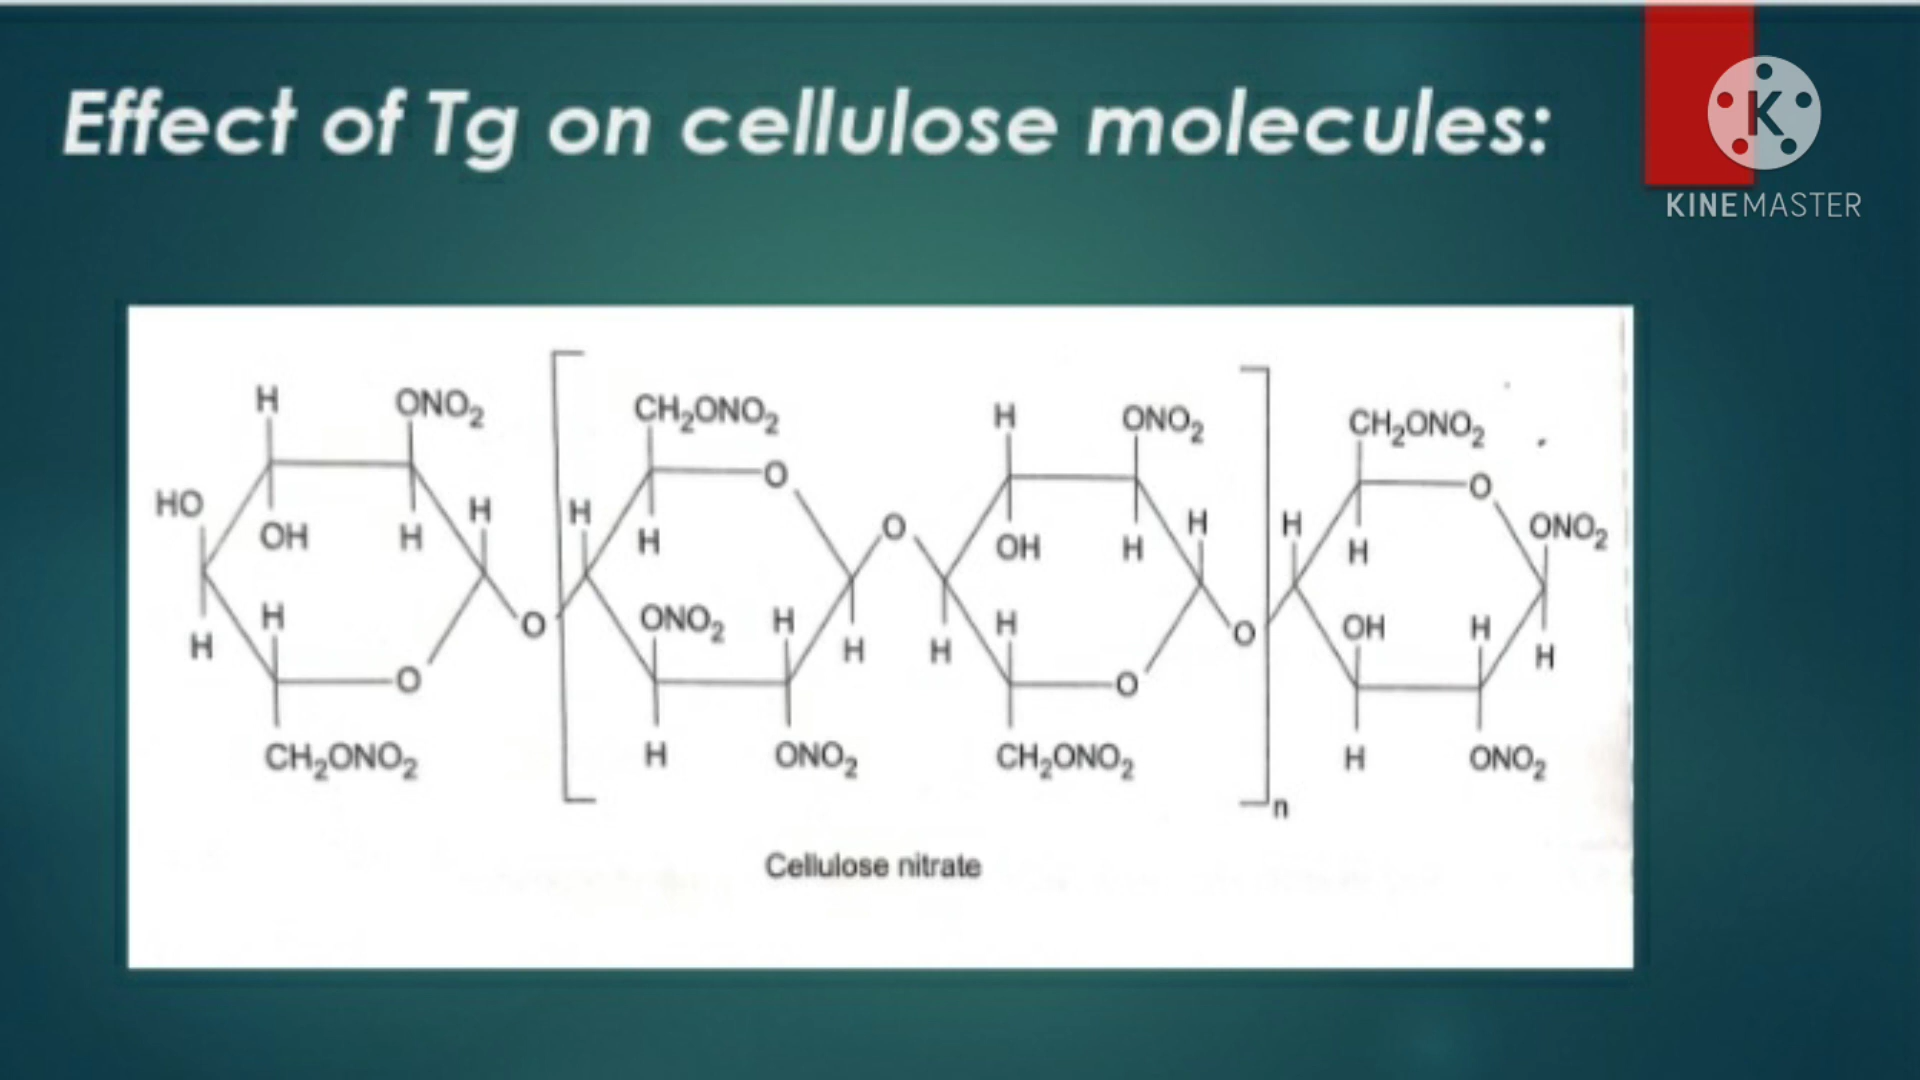 Effect of Tg on cellulose molecules:
K
KINEMASTER
H ONO₂ CH₂ONO₂ H ONO₂ CH₂ONO₂
O O
HO H H O H H ONO₂
OH H H OH H H
H ONO₂ H H OH H
H O H H O H
O O
CH₂ONO₂ H ONO₂ CH₂ONO₂ H ONO₂
n
Cellulose nitrate